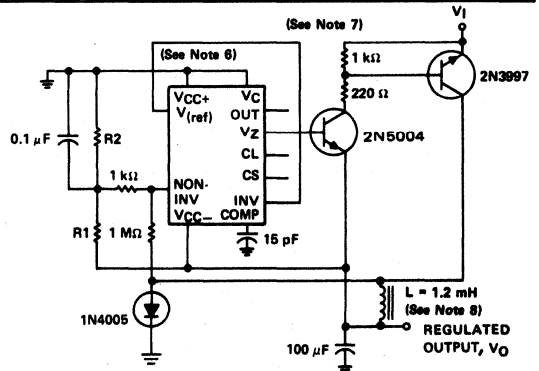 VI
(See Note 7)
(See Note 6)
1 kΩ
2N3997
220 Ω
VCC+
VC
V(ref)
OUT
VZ
2N5004
0.1 μF
R2
CL
CS
1 kΩ
NON-
INV
INV
VCC−
COMP
R1
1 MΩ
15 pF
L = 1.2 mH
(See Note 8)
1N4005
REGULATED
OUTPUT, VO
100 μF